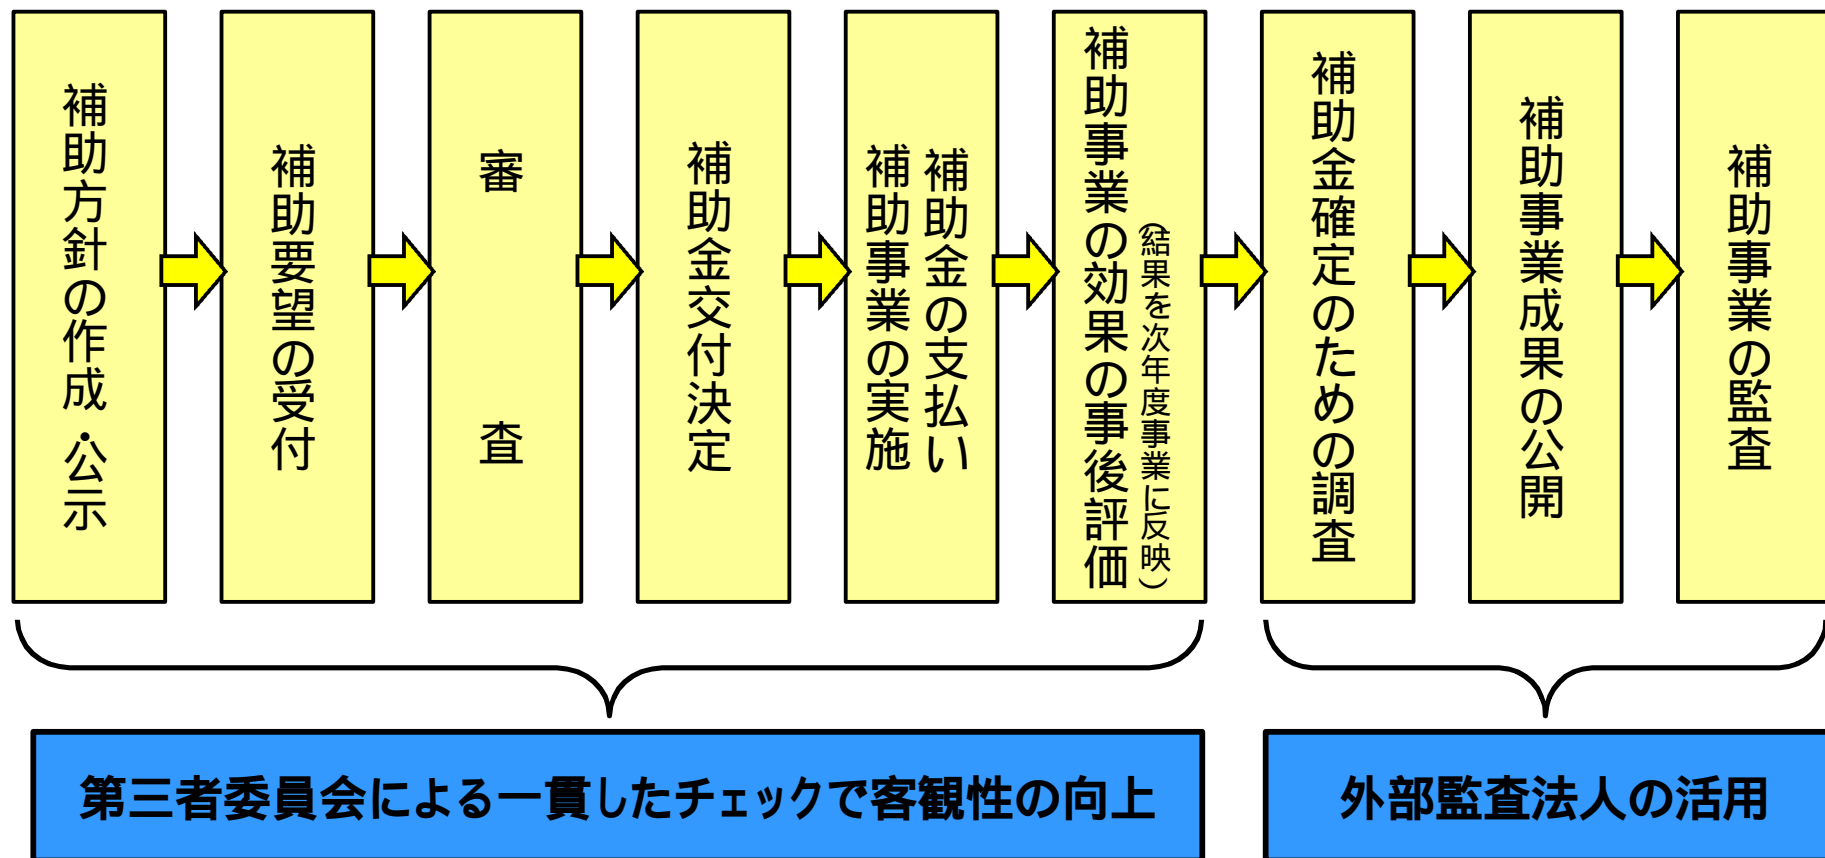 補助方針の作成・公示
補助要望の受付
審査
補助金交付決定
補助金の支払い
補助事業の実施
補助事業の効果の事後評価
(結果を次年度事業に反映)
補助金確定のための調査
補助事業成果の公開
補助事業の監査
第三者委員会による一貫したチェックで客観性の向上
外部監査法人の活用